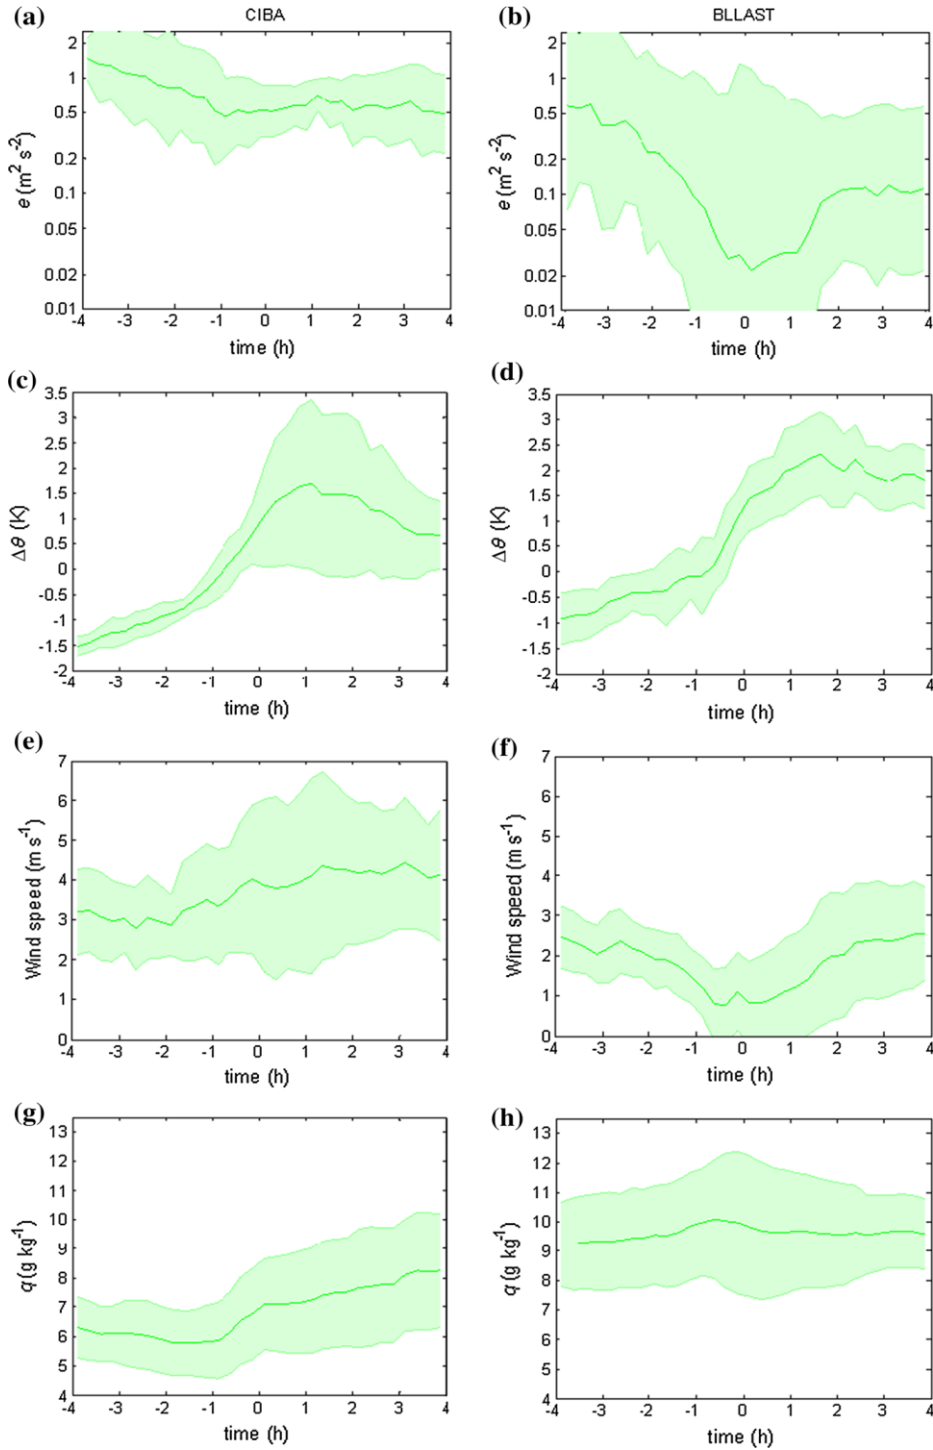 (a) CIBA
(b) BLLAST
2
1
0.5
0.2
0.1
0.05
0.02
0.01
e (m² s⁻²)
-4 -3 -2 -1 0 1 2 3 4
time (h)
2
1
0.5
0.2
0.1
0.05
0.02
0.01
e (m² s⁻²)
-4 -3 -2 -1 0 1 2 3 4
time (h)
(c)
3.5
3
2.5
2
1.5
1
0.5
0
-0.5
-1
-1.5
-2
Δθ (K)
-4 -3 -2 -1 0 1 2 3 4
time (h)
(d)
3.5
3
2.5
2
1.5
1
0.5
0
-0.5
-1
-1.5
-2
Δθ (K)
-4 -3 -2 -1 0 1 2 3 4
time (h)
(e)
7
6
5
4
3
2
1
0
Wind speed (m s⁻¹)
-4 -3 -2 -1 0 1 2 3 4
time (h)
(f)
7
6
5
4
3
2
1
0
Wind speed (m s⁻¹)
-4 -3 -2 -1 0 1 2 3 4
time (h)
(g)
13
12
11
10
9
8
7
6
5
4
q (g kg⁻¹)
-4 -3 -2 -1 0 1 2 3 4
time (h)
(h)
13
12
11
10
9
8
7
6
5
4
q (g kg⁻¹)
-4 -3 -2 -1 0 1 2 3 4
time (h)